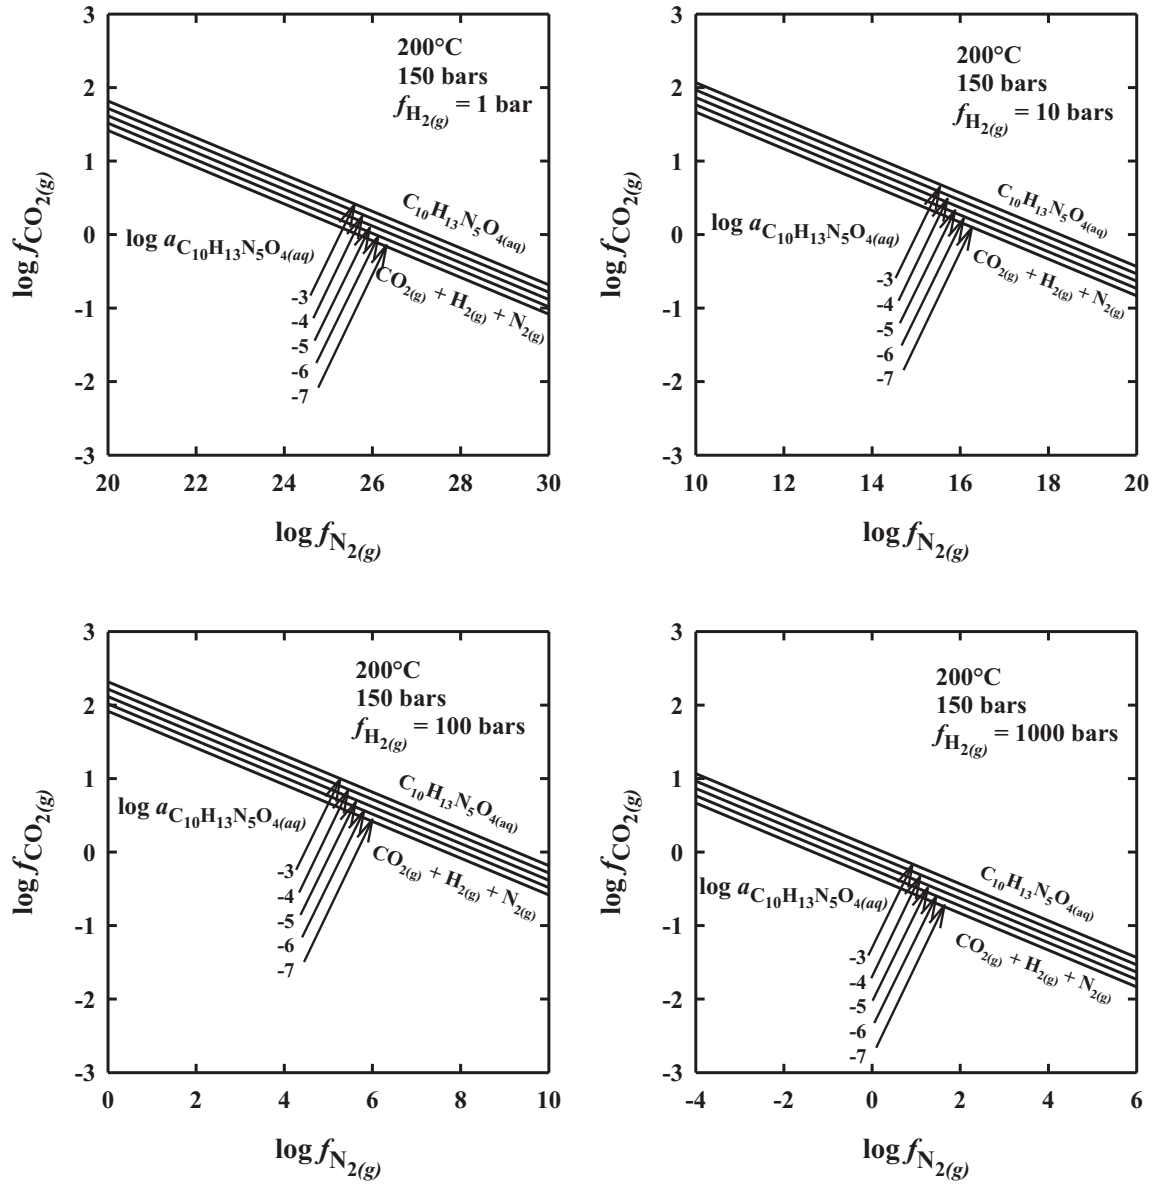 3
2
1
0
-1
-2
-3
20 22 24 26 28 30
log fCO2(g)
log fN2(g)
200°C
150 bars
fH2(g) = 1 bar
C10H13N5O4(aq)
log aC10H13N5O4(aq)
CO2(g) + H2(g) + N2(g)
-3
-4
-5
-6
-7
3
2
1
0
-1
-2
-3
10 12 14 16 18 20
log fCO2(g)
log fN2(g)
200°C
150 bars
fH2(g) = 10 bars
C10H13N5O4(aq)
log aC10H13N5O4(aq)
CO2(g) + H2(g) + N2(g)
-3
-4
-5
-6
-7
3
2
1
0
-1
-2
-3
0 2 4 6 8 10
log fCO2(g)
log fN2(g)
200°C
150 bars
fH2(g) = 100 bars
C10H13N5O4(aq)
log aC10H13N5O4(aq)
CO2(g) + H2(g) + N2(g)
-3
-4
-5
-6
-7
3
2
1
0
-1
-2
-3
-4 -2 0 2 4 6
log fCO2(g)
log fN2(g)
200°C
150 bars
fH2(g) = 1000 bars
C10H13N5O4(aq)
log aC10H13N5O4(aq)
CO2(g) + H2(g) + N2(g)
-3
-4
-5
-6
-7